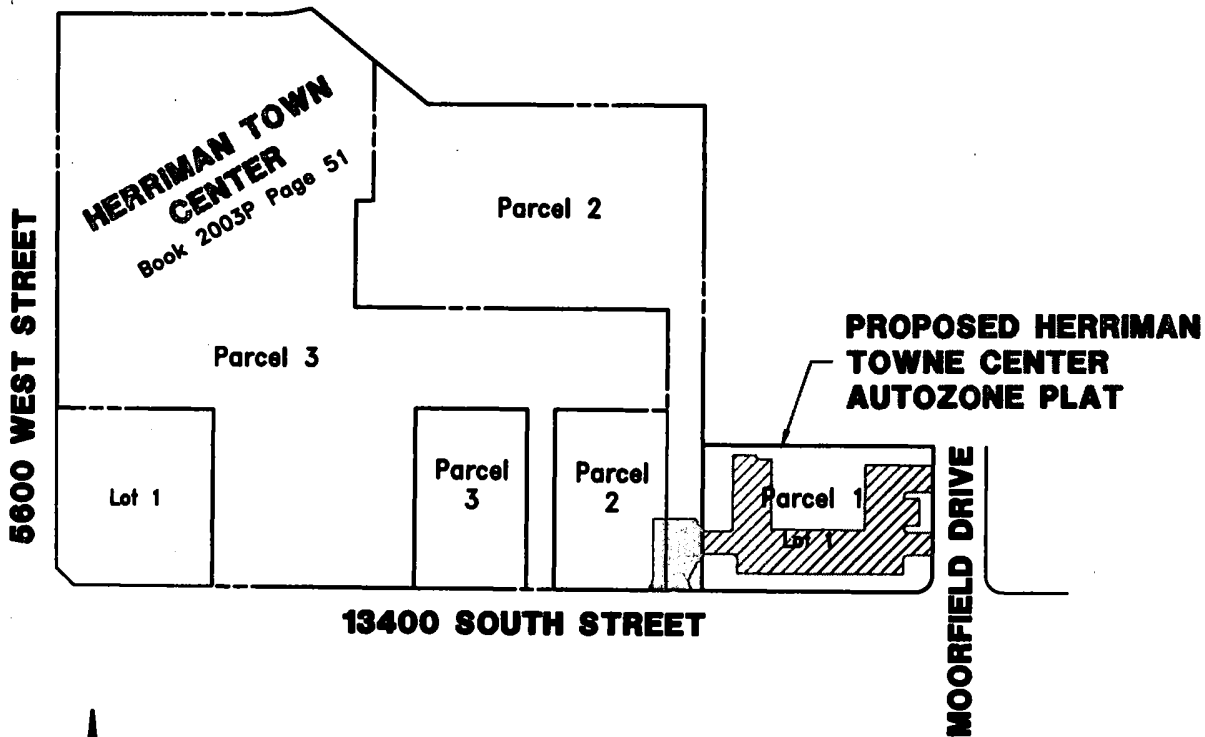 HERRIMAN TOWN
CENTER
Book 2003P Page 51
Parcel 2
5600 WEST STREET
Parcel 3
PROPOSED HERRIMAN
TOWNE CENTER
AUTOZONE PLAT
Lot 1
Parcel
3
Parcel
2
Parcel 1
Lot 1
MOORFIELD DRIVE
13400 SOUTH STREET